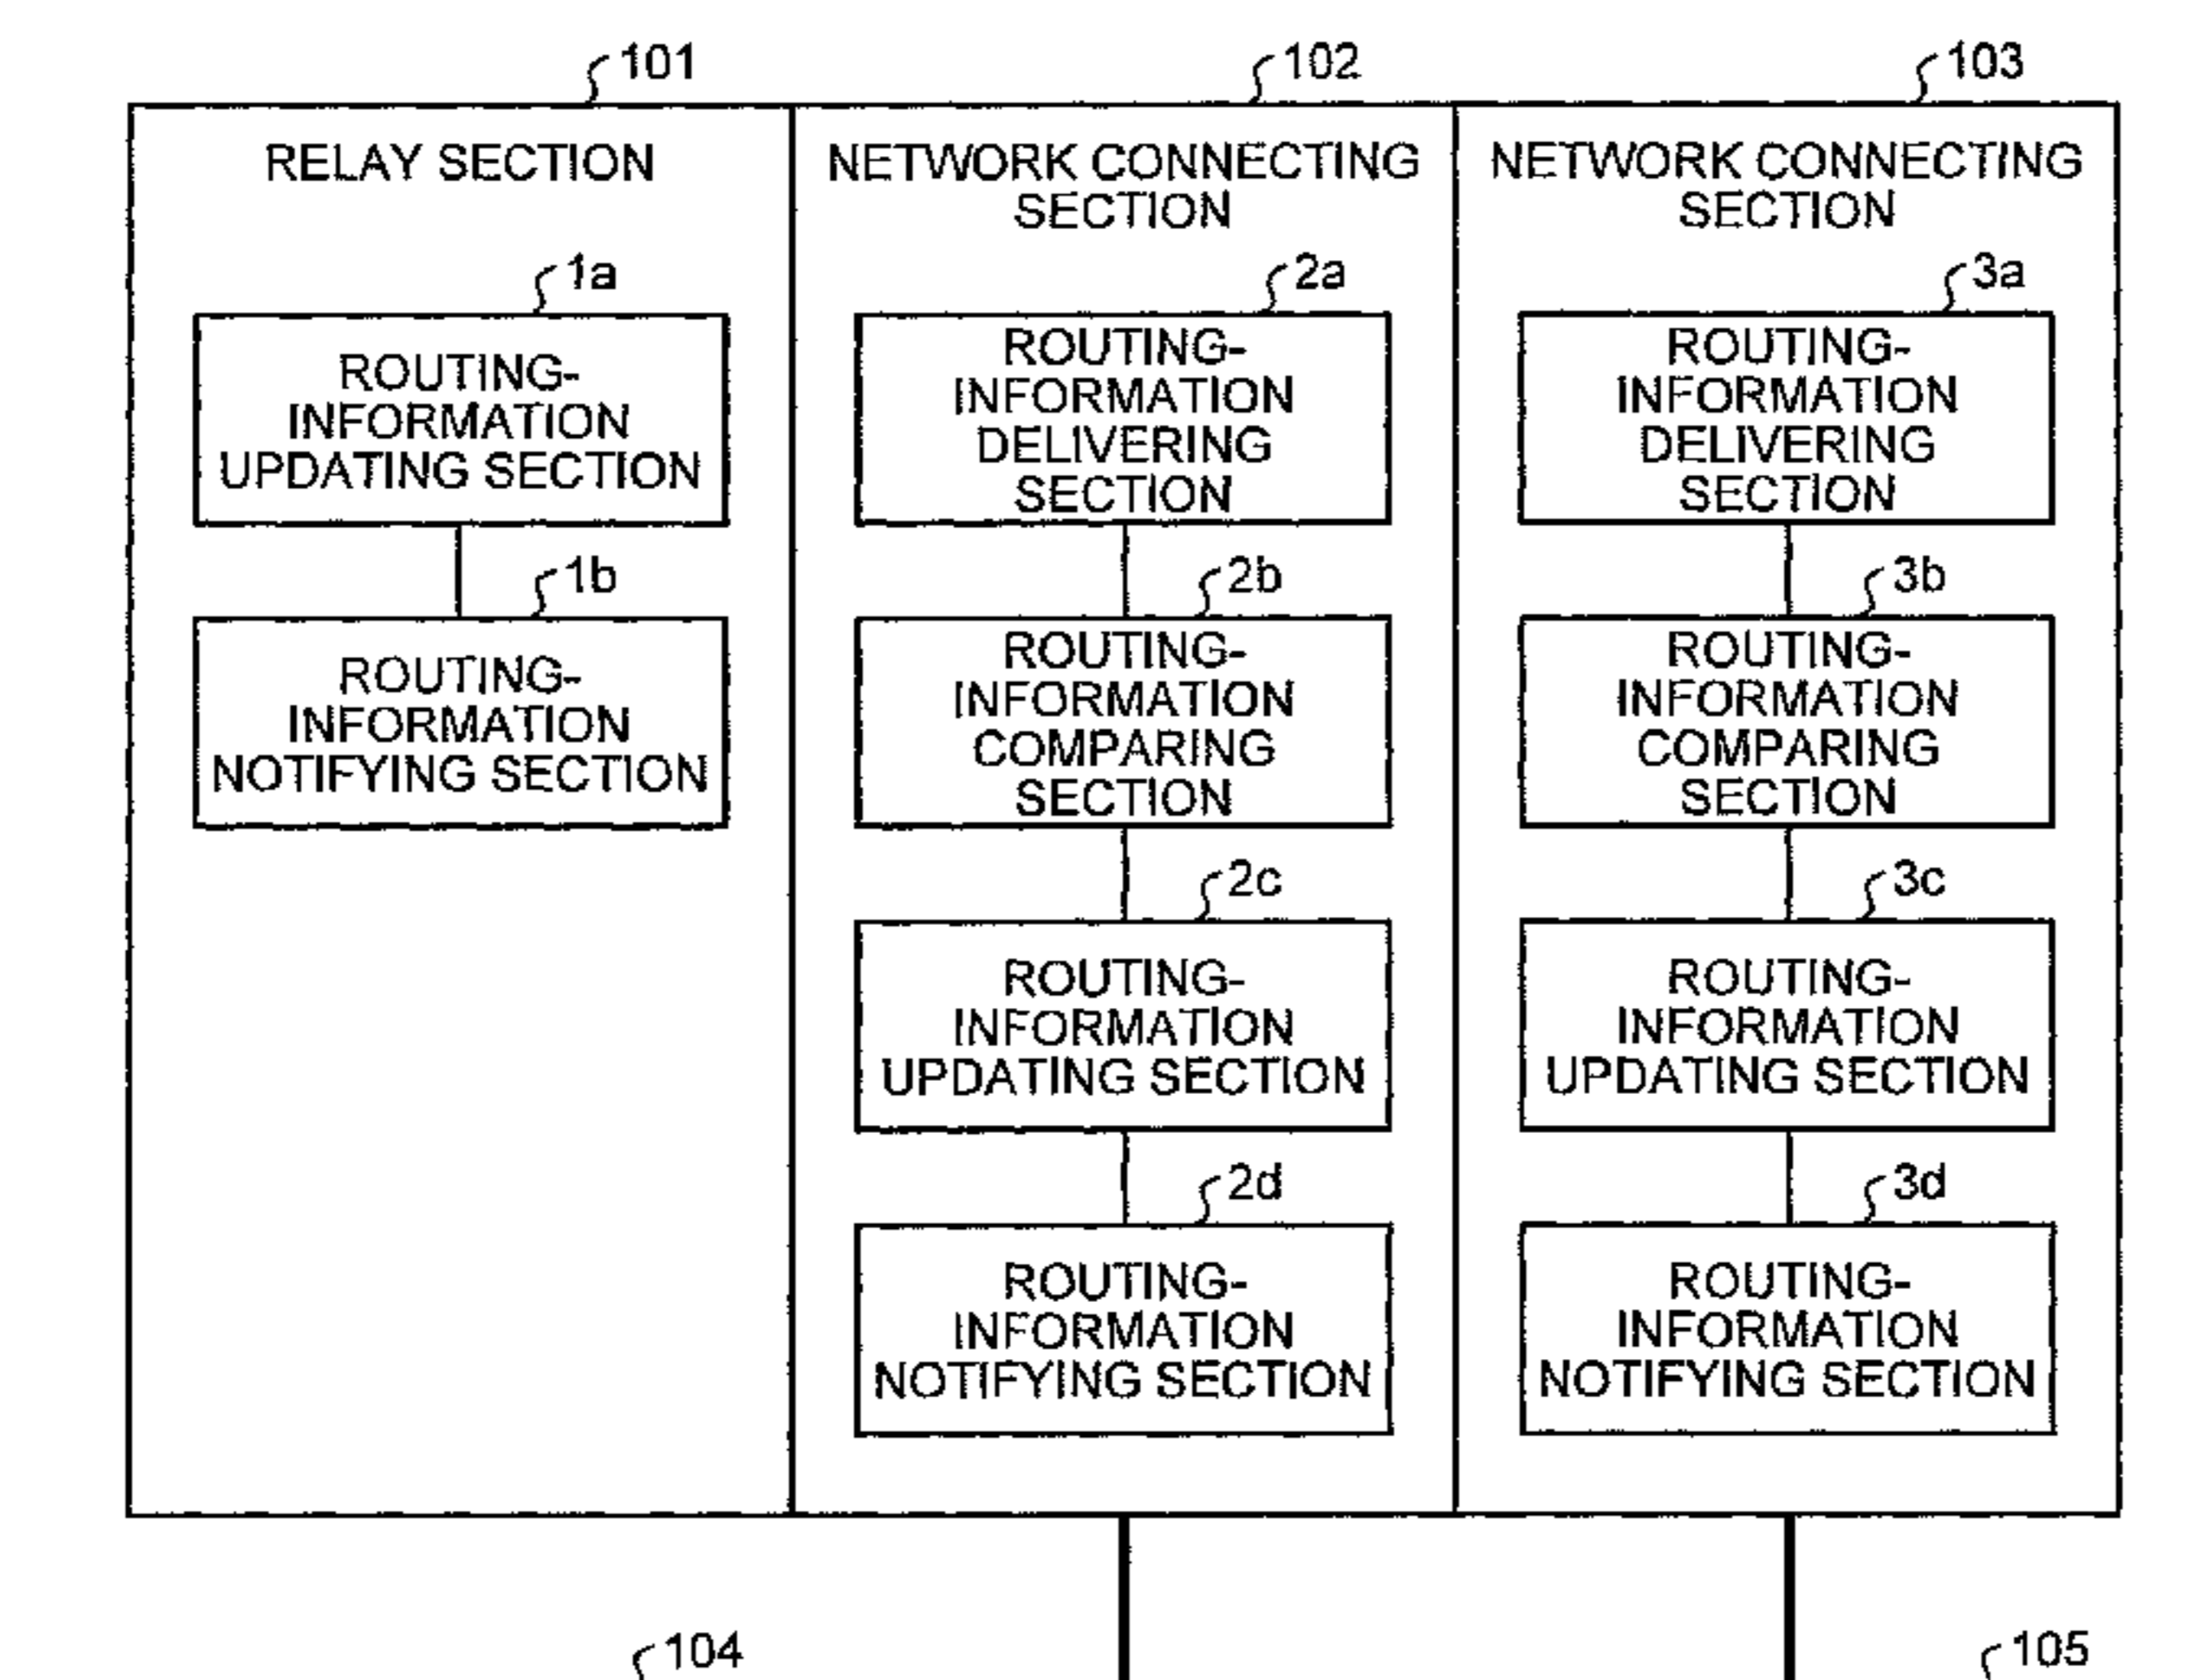 101
102
103
RELAY SECTION
NETWORK CONNECTING
SECTION
NETWORK CONNECTING
SECTION
1a
ROUTING-
INFORMATION
UPDATING SECTION
1b
ROUTING-
INFORMATION
NOTIFYING SECTION
2a
ROUTING-
INFORMATION
DELIVERING
SECTION
2b
ROUTING-
INFORMATION
COMPARING
SECTION
2c
ROUTING-
INFORMATION
UPDATING SECTION
2d
ROUTING-
INFORMATION
NOTIFYING SECTION
3a
ROUTING-
INFORMATION
DELIVERING
SECTION
3b
ROUTING-
INFORMATION
COMPARING
SECTION
3c
ROUTING-
INFORMATION
UPDATING SECTION
3d
ROUTING-
INFORMATION
NOTIFYING SECTION
104
105